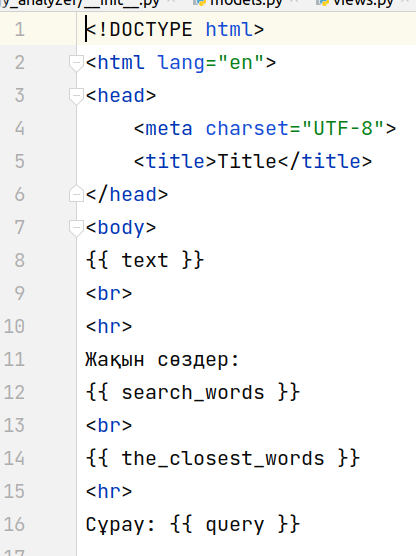 y_analyzer/__init__.py models.py views.py
1 <!DOCTYPE html>
2 <html lang="en">
3 <head>
4 <meta charset="UTF-8">
5 <title>Title</title>
6 </head>
7 <body>
8 {{ text }}
9 <br>
10 <hr>
11 Жақын сөздер:
12 {{ search_words }}
13 <br>
14 {{ the_closest_words }}
15 <hr>
16 Сұрау: {{ query }}
17